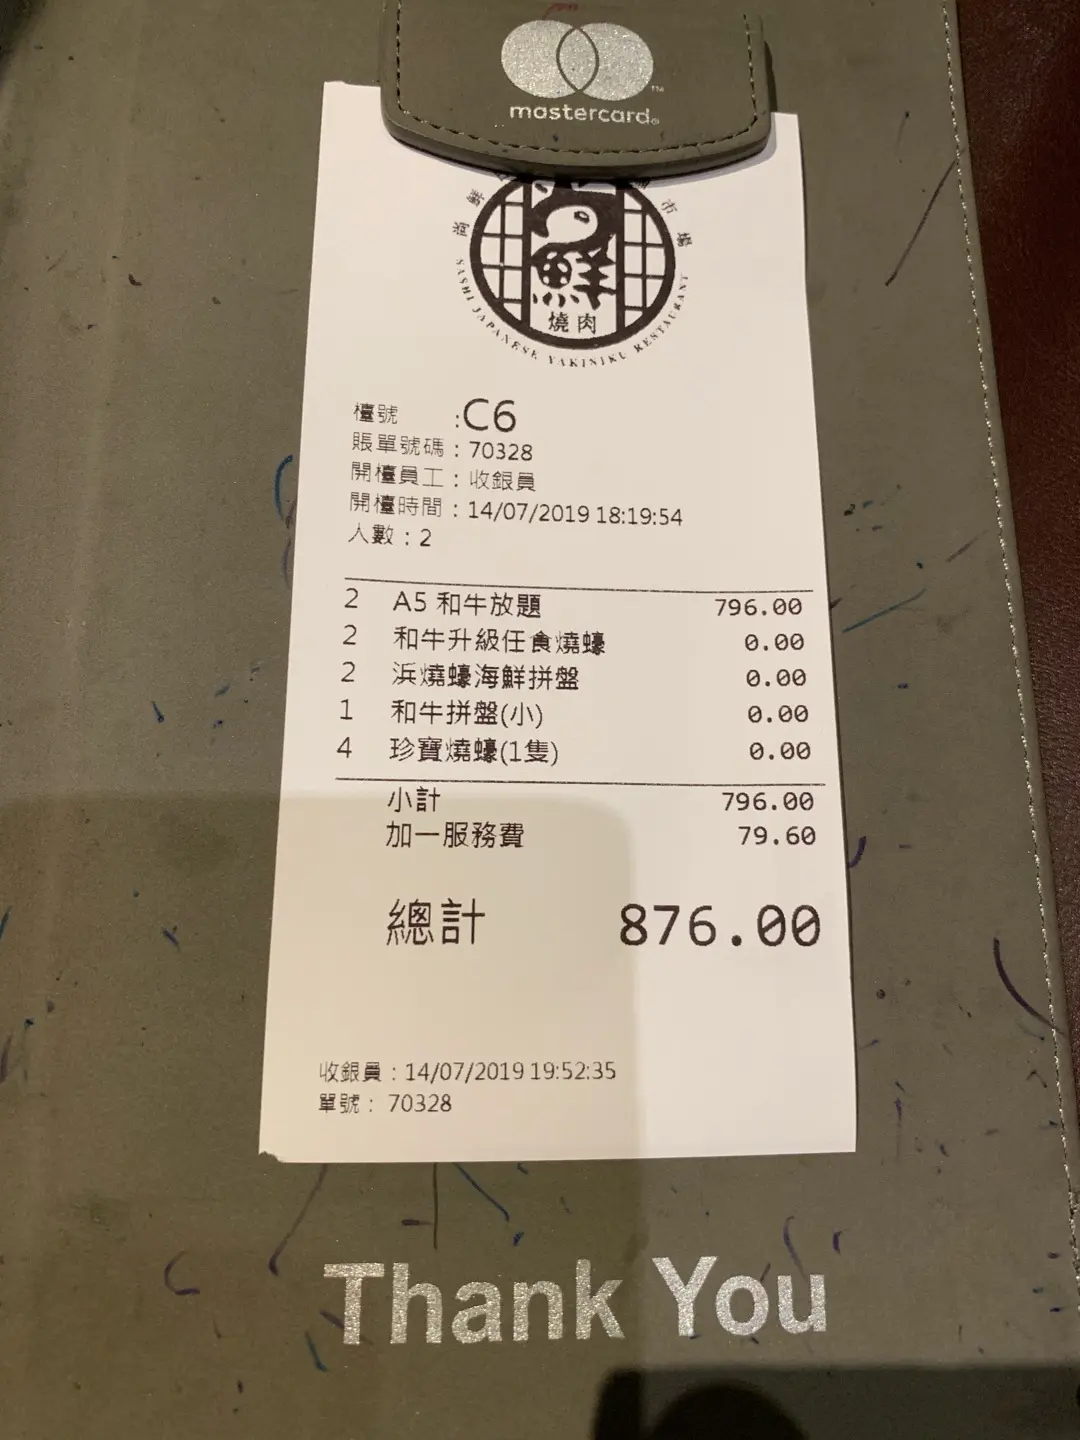 mastercard
尚鮮
市場
鮮
燒肉
SASHI JAPANESE YAKINIKU RESTAURANT
檯號 :C6
賬單號碼 : 70328
開檯員工 : 收銀員
開檯時間 : 14/07/2019 18:19:54
人數 : 2
2 A5 和牛放題 796.00
2 和牛升級任食燒蠔 0.00
2 浜燒蠔海鮮拼盤 0.00
1 和牛拼盤(小) 0.00
4 珍寶燒蠔(1隻) 0.00
小計 796.00
加一服務費 79.60
總計 876.00
收銀員 : 14/07/2019 19:52:35
單號 : 70328
Thank You